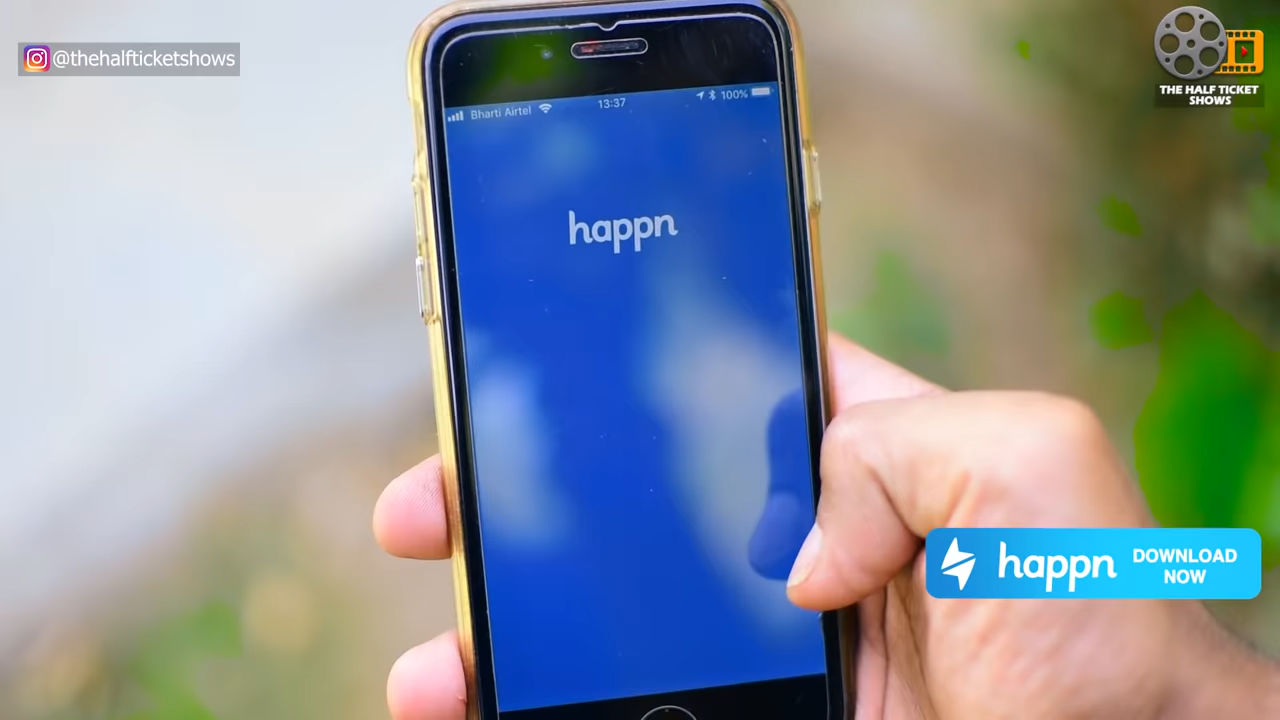 @thehalfticketshows
THE HALF TICKET
SHOWS
Bharti Airtel
13:37
100%
happn
happn
DOWNLOAD
NOW